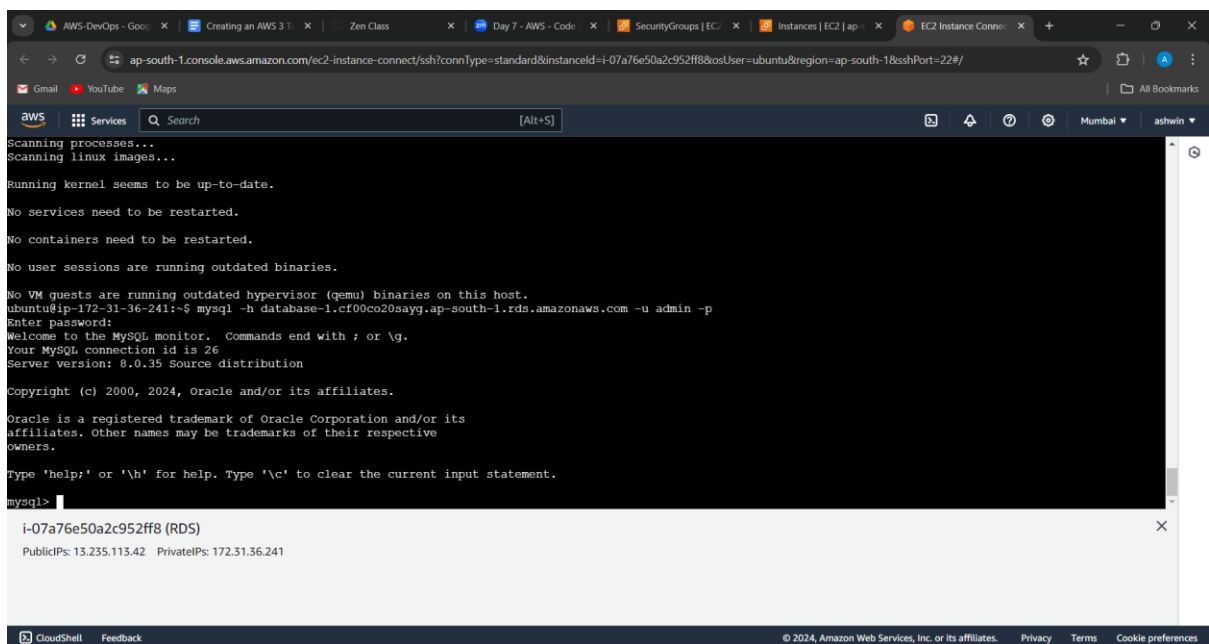 AWS-DevOps - Goog
Creating an AWS 3 Ti
Zen Class
Day 7 - AWS - Code
SecurityGroups | EC2
Instances | EC2 | ap-s
EC2 Instance Connec
ap-south-1.console.aws.amazon.com/ec2-instance-connect/ssh?connType=standard&instanceId=i-07a76e50a2c952ff8&osUser=ubuntu&region=ap-south-1&sshPort=22#/
A
Gmail YouTube Maps All Bookmarks
aws Services Search [Alt+S] Mumbai ashwin
Scanning processes...
Scanning linux images...
Running kernel seems to be up-to-date.
No services need to be restarted.
No containers need to be restarted.
No user sessions are running outdated binaries.
No VM guests are running outdated hypervisor (qemu) binaries on this host.
ubuntu@ip-172-31-36-241:~$ mysql -h database-1.cf00co20sayg.ap-south-1.rds.amazonaws.com -u admin -p
Enter password:
Welcome to the MySQL monitor.  Commands end with ; or \g.
Your MySQL connection id is 26
Server version: 8.0.35 Source distribution
Copyright (c) 2000, 2024, Oracle and/or its affiliates.
Oracle is a registered trademark of Oracle Corporation and/or its
affiliates. Other names may be trademarks of their respective
owners.
Type 'help;' or '\h' for help. Type '\c' to clear the current input statement.
mysql>
i-07a76e50a2c952ff8 (RDS)
PublicIPs: 13.235.113.42 PrivateIPs: 172.31.36.241
CloudShell Feedback © 2024, Amazon Web Services, Inc. or its affiliates. Privacy Terms Cookie preferences